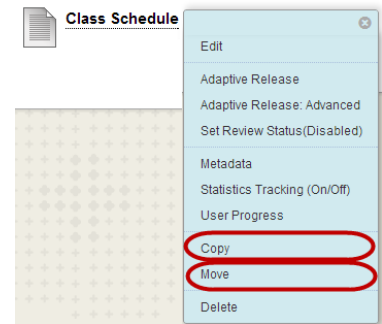 Class Schedule
Edit
Adaptive Release
Adaptive Release: Advanced
Set Review Status(Disabled)
Metadata
Statistics Tracking (On/Off)
User Progress
Copy
Move
Delete